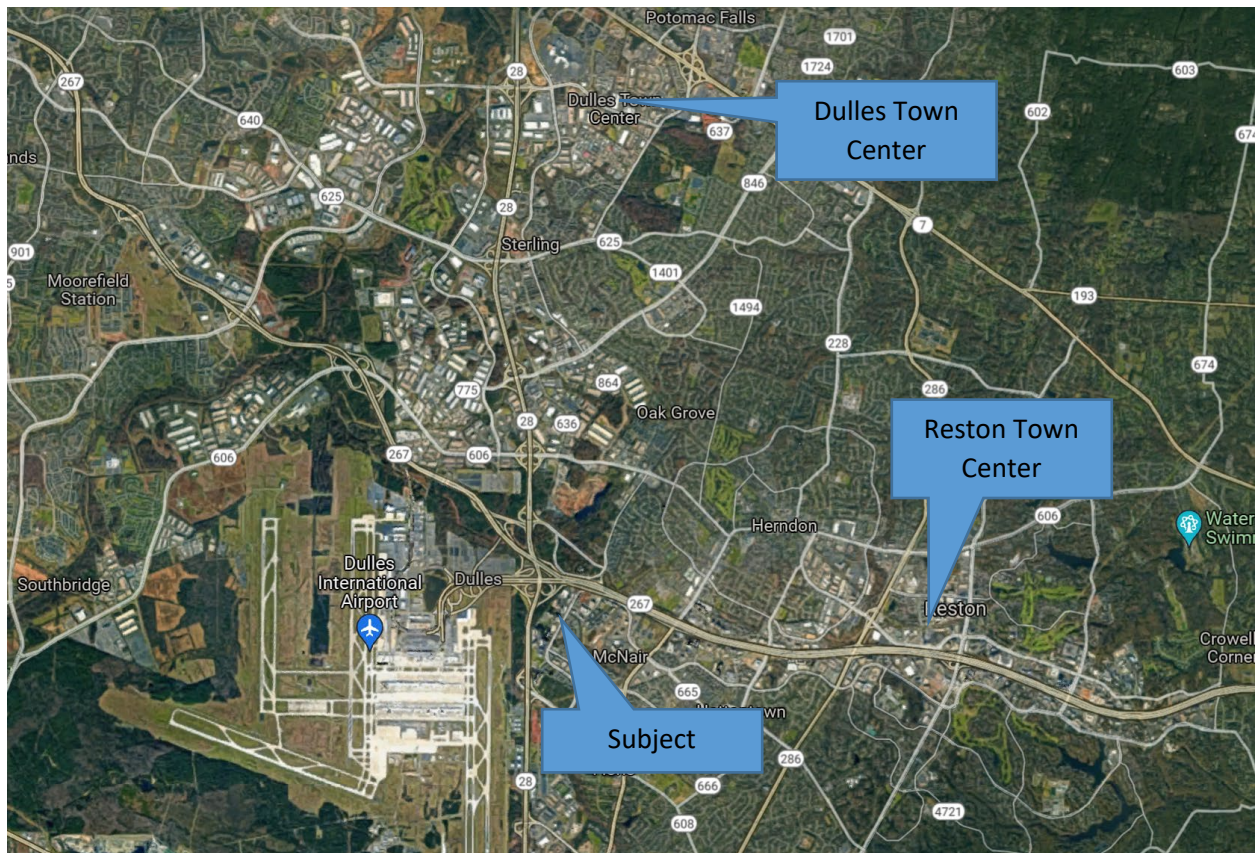 Potomac Falls
1701
28
267
1724
603
Dulles Town
Center
Dulles Town
Center
602
640
637
674
ands
846
625
28
7
901
Sterling
625
1401
Moorefield
Station
193
1494
228
674
286
775
864
Oak Grove
28
636
Reston Town
Center
267
606
606
606
Herndon
Water
Swimm
Dulles
International
Airport
Dulles
Southbridge
267
Reston
Crowell
Corner
McNair
665
Subject
286
28
666
4721
608